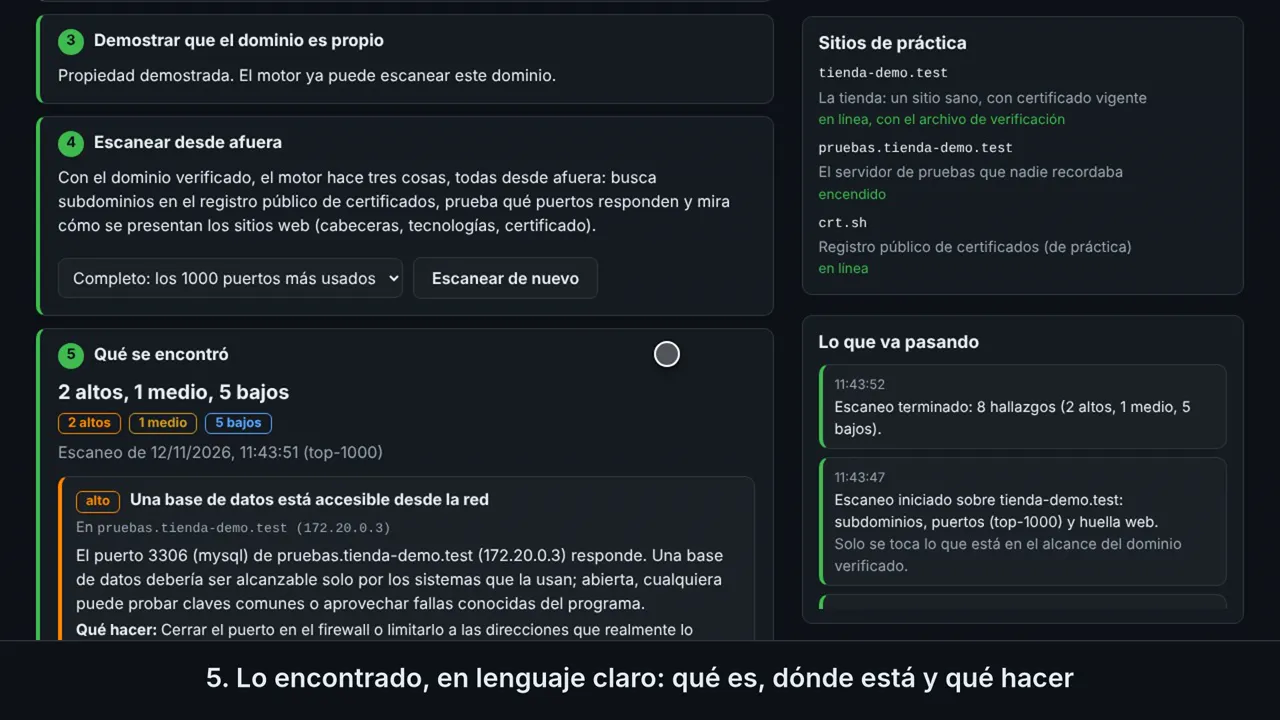 3 Demostrar que el dominio es propio
Propiedad demostrada. El motor ya puede escanear este dominio.
4 Escanear desde afuera
Con el dominio verificado, el motor hace tres cosas, todas desde afuera: busca
subdominios en el registro público de certificados, prueba qué puertos responden y mira
cómo se presentan los sitios web (cabeceras, tecnologías, certificado).
Completo: los 1000 puertos más usados
Escanear de nuevo
5 Qué se encontró
2 altos, 1 medio, 5 bajos
2 altos 1 medio 5 bajos
Escaneo de 12/11/2026, 11:43:51 (top-1000)
alto Una base de datos está accesible desde la red
En pruebas.tienda-demo.test (172.20.0.3)
El puerto 3306 (mysql) de pruebas.tienda-demo.test (172.20.0.3) responde. Una base
de datos debería ser alcanzable solo por los sistemas que la usan; abierta, cualquiera
puede probar claves comunes o aprovechar fallas conocidas del programa.
Qué hacer: Cerrar el puerto en el firewall o limitarlo a las direcciones que realmente lo
Sitios de práctica
tienda-demo.test
La tienda: un sitio sano, con certificado vigente
en línea, con el archivo de verificación
pruebas.tienda-demo.test
El servidor de pruebas que nadie recordaba
encendido
crt.sh
Registro público de certificados (de práctica)
en línea
Lo que va pasando
11:43:52
Escaneo terminado: 8 hallazgos (2 altos, 1 medio, 5
bajos).
11:43:47
Escaneo iniciado sobre tienda-demo.test:
subdominios, puertos (top-1000) y huella web.
Solo se toca lo que está en el alcance del dominio
verificado.
5. Lo encontrado, en lenguaje claro: qué es, dónde está y qué hacer